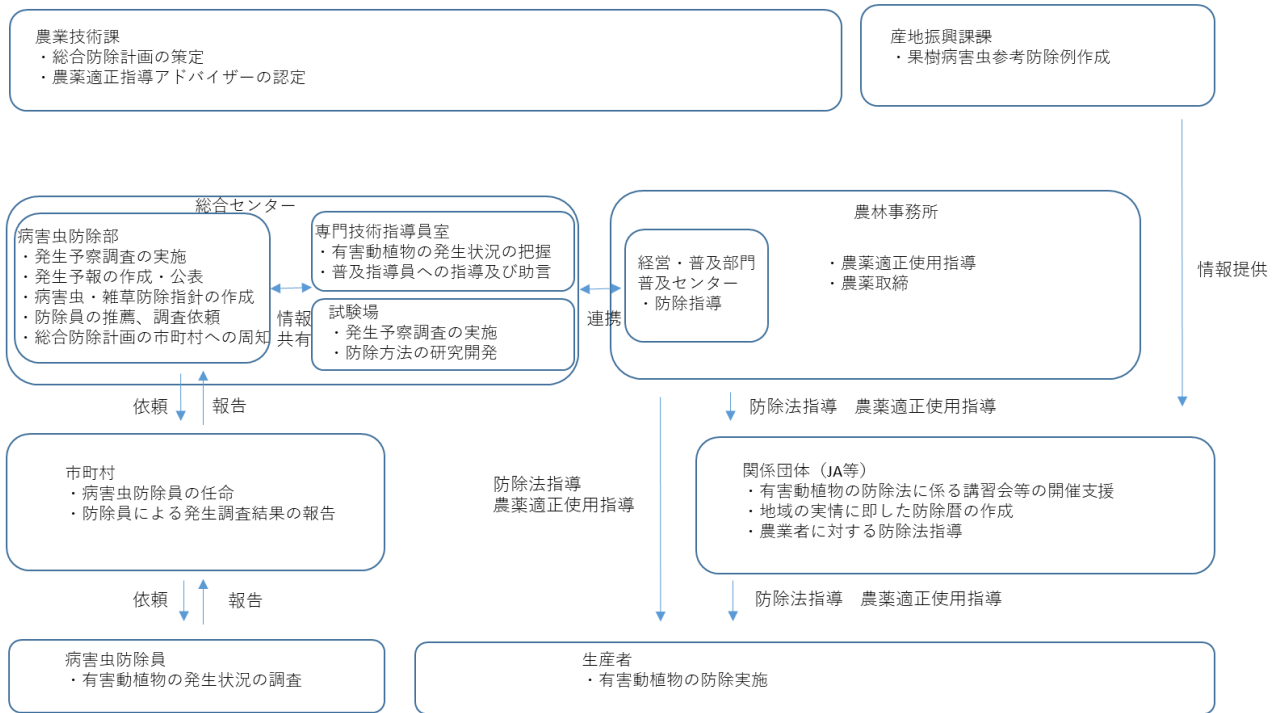 農業技術課
・総合防除計画の策定
・農薬適正指導アドバイザーの認定
産地振興課課
・果樹病害虫参考防除例作成
総合センター
病害虫防除部
・発生予察調査の実施
・発生予報の作成・公表
・病害虫・雑草防除指針の作成
・防除員の推薦、調査依頼
・総合防除計画の市町村への周知
情報
共有
専門技術指導員室
・有害動植物の発生状況の把握
・普及指導員への指導及び助言
試験場
・発生予察調査の実施
・防除方法の研究開発
連携
農林事務所
経営・普及部門
普及センター
・防除指導
・農薬適正使用指導
・農薬取締
情報提供
依頼
報告
防除法指導　農薬適正使用指導
市町村
・病害虫防除員の任命
・防除員による発生調査結果の報告
防除法指導
農薬適正使用指導
関係団体（JA等）
・有害動植物の防除法に係る講習会等の開催支援
・地域の実情に即した防除暦の作成
・農業者に対する防除法指導
依頼
報告
防除法指導　農薬適正使用指導
病害虫防除員
・有害動植物の発生状況の調査
生産者
・有害動植物の防除実施